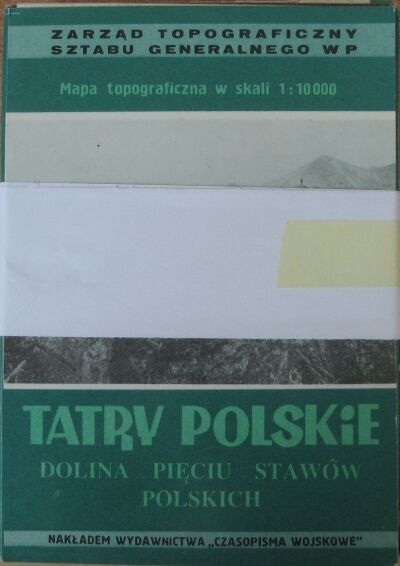 ZARZĄD TOPOGRAFICZNY
SZTABU GENERALNEGO WP
Mapa topograficzna w skali 1:10000
TATRY POLSKiE
DOLINA PIĘCIU STAWÓW
POLSKICH
NAKŁADEM WYDAWNICTWA „CZASOPISMA WOJSKOWE”